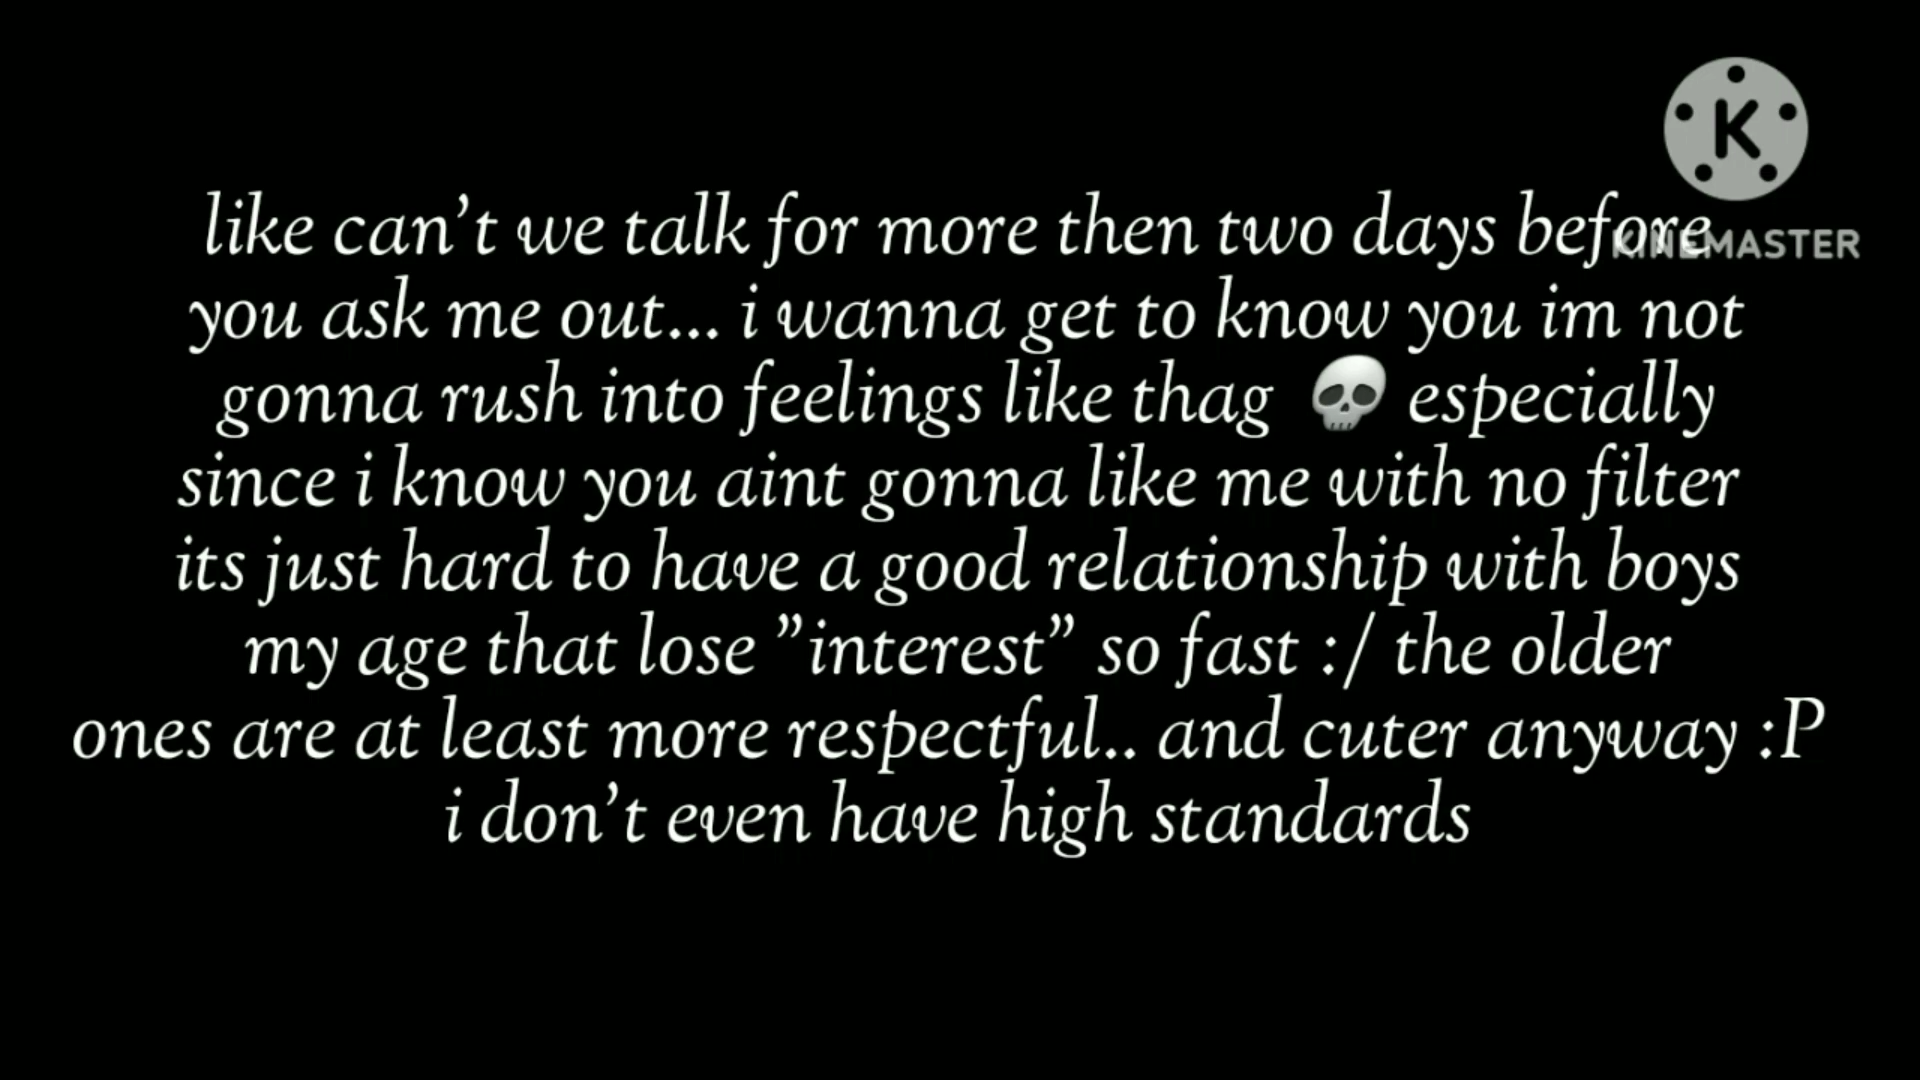 K
KINEMASTER
like can't we talk for more then two days before
you ask me out... i wanna get to know you im not
gonna rush into feelings like thag 💀 especially
since i know you aint gonna like me with no filter
its just hard to have a good relationship with boys
my age that lose ”interest” so fast :/ the older
ones are at least more respectful.. and cuter anyway :P
i don't even have high standards